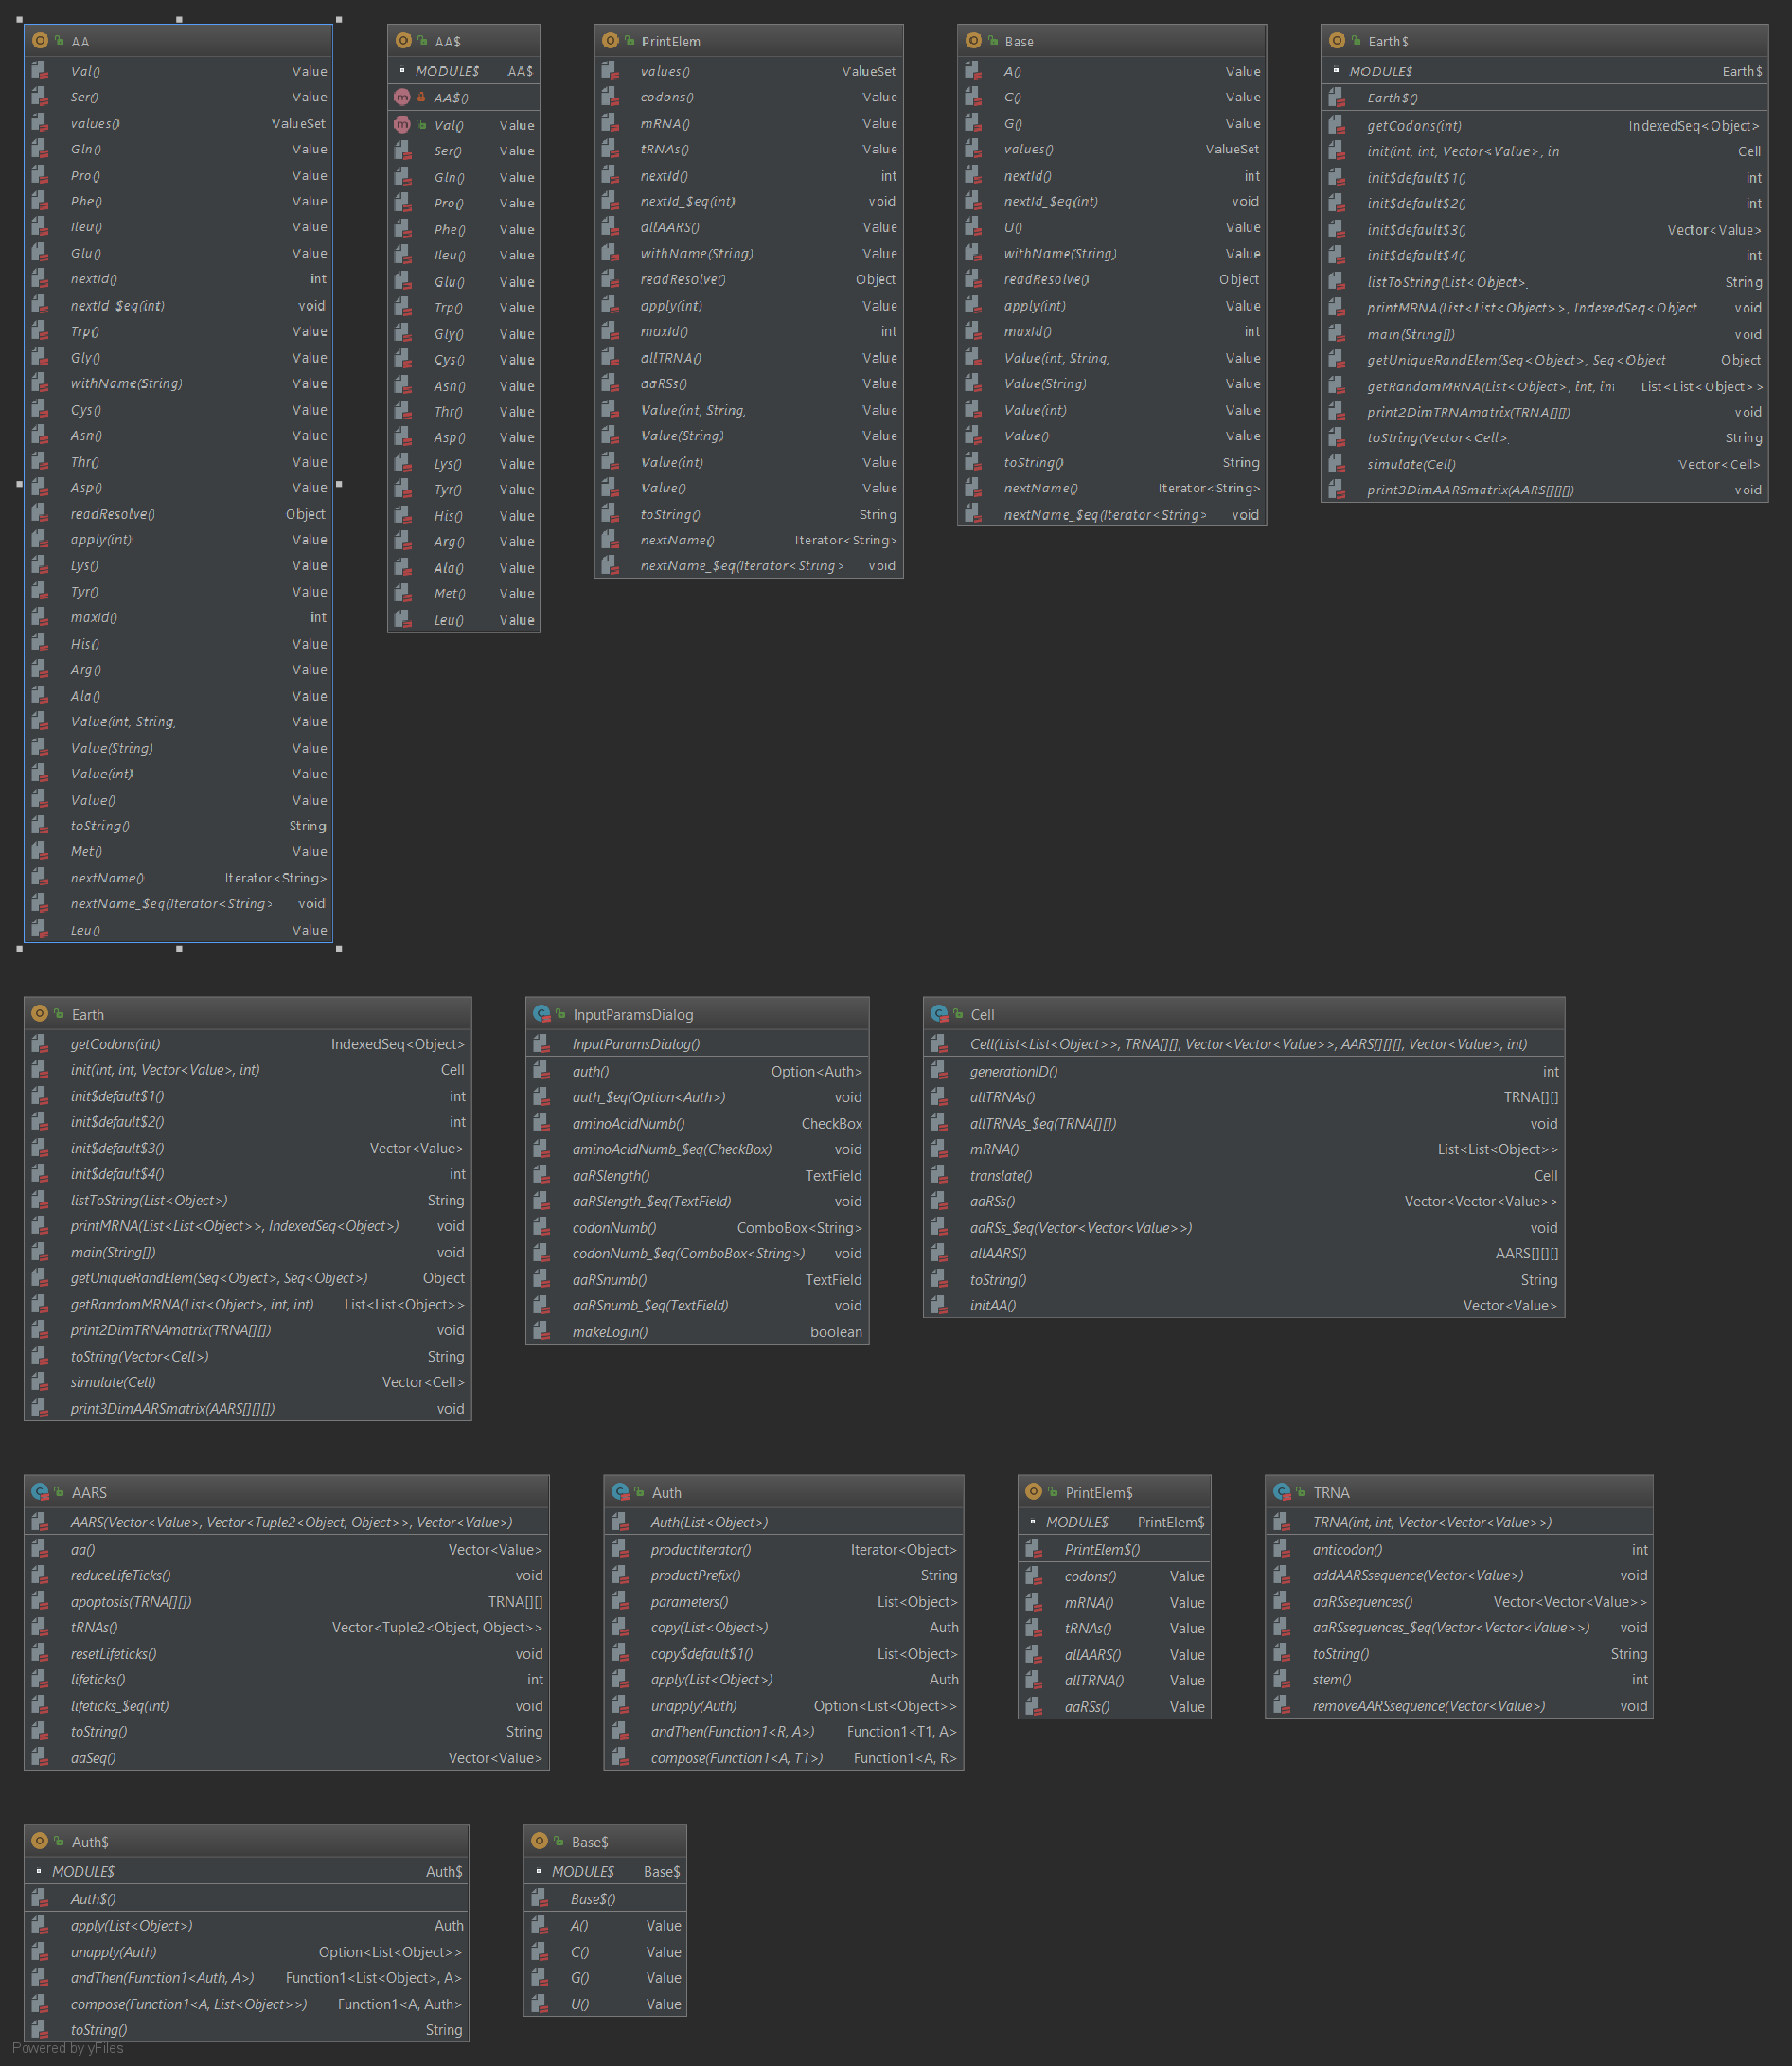 AA
Val() Value
Ser() Value
values() ValueSet
Gln() Value
Pro() Value
Phe() Value
Ileu() Value
Glu() Value
nextId() int
nextId_$eq(int) void
Trp() Value
Gly() Value
withName(String) Value
Cys() Value
Asn() Value
Thr() Value
Asp() Value
readResolve() Object
apply(int) Value
Lys() Value
Tyr() Value
maxId() int
His() Value
Arg() Value
Ala() Value
Value(int, String, Value
Value(String) Value
Value(int) Value
Value() Value
toString() String
Met() Value
nextName() Iterator<String>
nextName_$eq(Iterator<String> void
Leu() Value
AA$
MODULE$ AA$
AA$()
Val() Value
Ser() Value
Gln() Value
Pro() Value
Phe() Value
Ileu() Value
Glu() Value
Trp() Value
Gly() Value
Cys() Value
Asn() Value
Thr() Value
Asp() Value
Lys() Value
Tyr() Value
His() Value
Arg() Value
Ala() Value
Met() Value
Leu() Value
PrintElem
values() ValueSet
codons() Value
mRNA() Value
tRNAs() Value
nextId() int
nextId_$eq(int) void
allAARS() Value
withName(String) Value
readResolve() Object
apply(int) Value
maxId() int
allTRNA() Value
aaRSs() Value
Value(int, String, Value
Value(String) Value
Value(int) Value
Value() Value
toString() String
nextName() Iterator<String>
nextName_$eq(Iterator<String> void
Base
A() Value
C() Value
G() Value
values() ValueSet
nextId() int
nextId_$eq(int) void
U() Value
withName(String) Value
readResolve() Object
apply(int) Value
maxId() int
Value(int, String, Value
Value(String) Value
Value(int) Value
Value() Value
toString() String
nextName() Iterator<String>
nextName_$eq(Iterator<String> void
Earth$
MODULE$ Earth$
Earth$()
getCodons(int) IndexedSeq<Object>
init(int, int, Vector<Value>, in Cell
init$default$1(, int
init$default$2(, int
init$default$3(, Vector<Value>
init$default$4(, int
listToString(List<Object>, String
printMRNA(List<List<Object>>, IndexedSeq<Object void
main(String[]) void
getUniqueRandElem(Seq<Object>, Seq<Object Object
getRandomMRNA(List<Object>, int, int List<List<Object>>
print2DimTRNAmatrix(TRNA[][]) void
toString(Vector<Cell>, String
simulate(Cell) Vector<Cell>
print3DimAARSmatrix(AARS[][][]) void
Earth
getCodons(int) IndexedSeq<Object>
init(int, int, Vector<Value>, int) Cell
init$default$1() int
init$default$2() int
init$default$3() Vector<Value>
init$default$4() int
listToString(List<Object>) String
printMRNA(List<List<Object>>, IndexedSeq<Object>) void
main(String[]) void
getUniqueRandElem(Seq<Object>, Seq<Object>) Object
getRandomMRNA(List<Object>, int, int) List<List<Object>>
print2DimTRNAmatrix(TRNA[][]) void
toString(Vector<Cell>) String
simulate(Cell) Vector<Cell>
print3DimAARSmatrix(AARS[][][]) void
InputParamsDialog
InputParamsDialog()
auth() Option<Auth>
auth_$eq(Option<Auth>) void
aminoAcidNumb() CheckBox
aminoAcidNumb_$eq(CheckBox) void
aaRSlength() TextField
aaRSlength_$eq(TextField) void
codonNumb() ComboBox<String>
codonNumb_$eq(ComboBox<String>) void
aaRSnumb() TextField
aaRSnumb_$eq(TextField) void
makeLogin() boolean
Cell
Cell(List<List<Object>>, TRNA[][], Vector<Vector<Value>>, AARS[][][], Vector<Value>, int)
generationID() int
allTRNAs() TRNA[][]
allTRNAs_$eq(TRNA[][]) void
mRNA() List<List<Object>>
translate() Cell
aaRSs() Vector<Vector<Value>>
aaRSs_$eq(Vector<Vector<Value>>) void
allAARS() AARS[][][]
toString() String
initAA() Vector<Value>
AARS
AARS(Vector<Value>, Vector<Tuple2<Object, Object>>, Vector<Value>)
aa() Vector<Value>
reduceLifeTicks() void
apoptosis(TRNA[][]) TRNA[][]
tRNAs() Vector<Tuple2<Object, Object>>
resetLifeticks() void
lifeticks() int
lifeticks_$eq(int) void
toString() String
aaSeq() Vector<Value>
Auth
Auth(List<Object>)
productIterator() Iterator<Object>
productPrefix() String
parameters() List<Object>
copy(List<Object>) Auth
copy$default$1() List<Object>
apply(List<Object>) Auth
unapply(Auth) Option<List<Object>>
andThen(Function1<R, A>) Function1<T1, A>
compose(Function1<A, T1>) Function1<A, R>
PrintElem$
MODULE$ PrintElem$
PrintElem$()
codons() Value
mRNA() Value
tRNAs() Value
allAARS() Value
allTRNA() Value
aaRSs() Value
TRNA
TRNA(int, int, Vector<Vector<Value>>)
anticodon() int
addAARSsequence(Vector<Value>) void
aaRSsequences() Vector<Vector<Value>>
aaRSsequences_$eq(Vector<Vector<Value>>) void
toString() String
stem() int
removeAARSsequence(Vector<Value>) void
Auth$
MODULE$ Auth$
Auth$()
apply(List<Object>) Auth
unapply(Auth) Option<List<Object>>
andThen(Function1<Auth, A>) Function1<List<Object>, A>
compose(Function1<A, List<Object>>) Function1<A, Auth>
toString() String
Base$
MODULE$ Base$
Base$()
A() Value
C() Value
G() Value
U() Value
Powered by yFiles